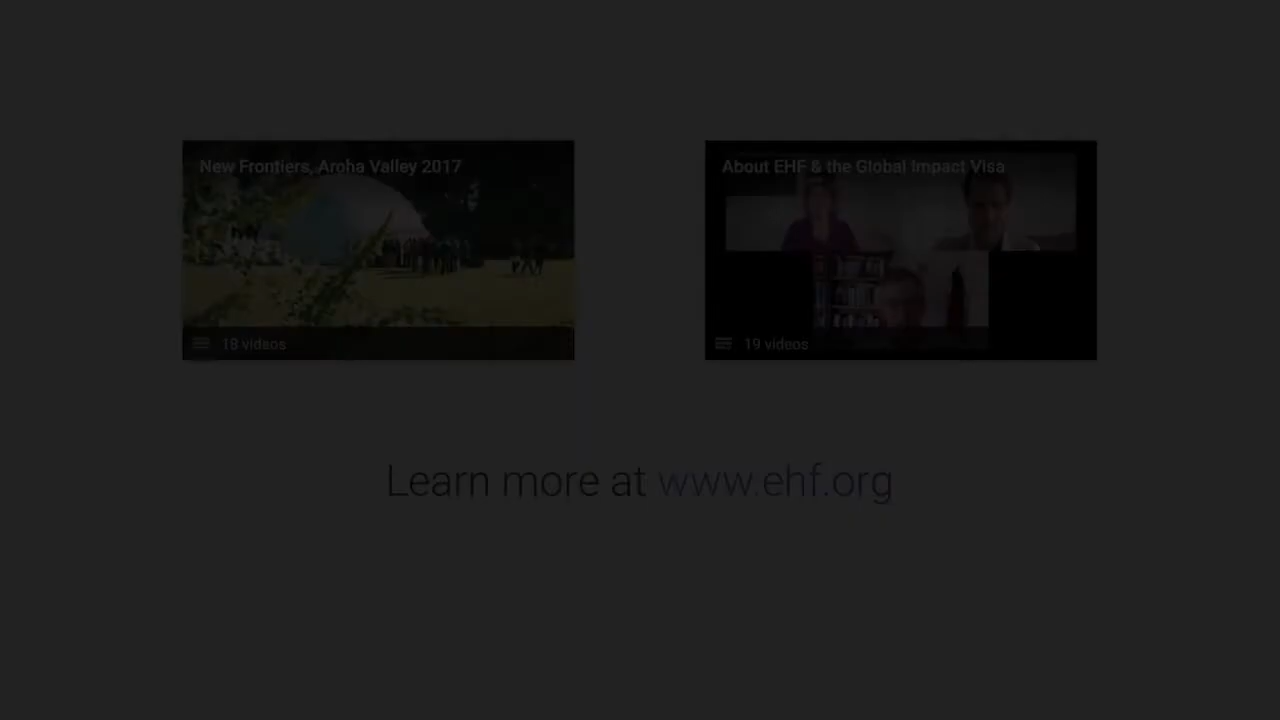 New Frontiers, Aroha Valley 2017
About EHF & the Global Impact Visa
18 videos
19 videos
Learn more at www.ehf.org